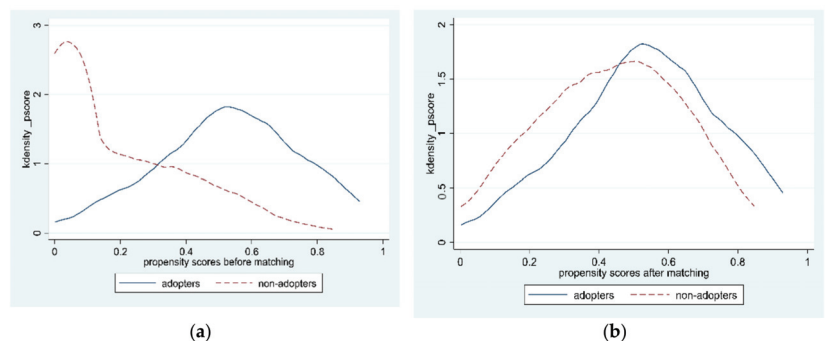 3
2
1
0
kdensity _pscore
0 0.2 0.4 0.6 0.8 1
propensity scores before matching
adopters non-adopters
(a)
2
1.5
1
0.5
0
kdensity _pscore
0 0.2 0.4 0.6 0.8 1
propensity scores after matching
adopters non-adopters
(b)